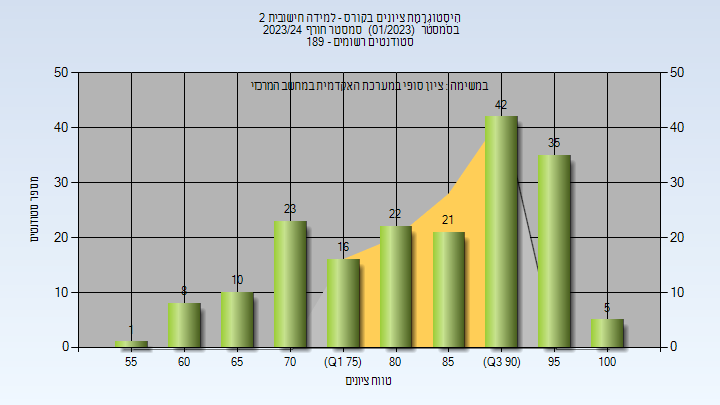 היסטוגרמת ציונים בקורס - למידה חישובית 2
בסמסטר (01/2023) סמסטר חורף 2023/24
סטודנטים רשומים - 189
במשימה : ציון סופי במערכת האקדמית במחשב המרכזי
50 50
40 40
30 30
20 20
10 10
0 0
1 8 10 23 16 22 21 42 35 5
55 60 65 70 (Q1 75) 80 85 (Q3 90) 95 100
מספר סטודנטים
טווח ציונים